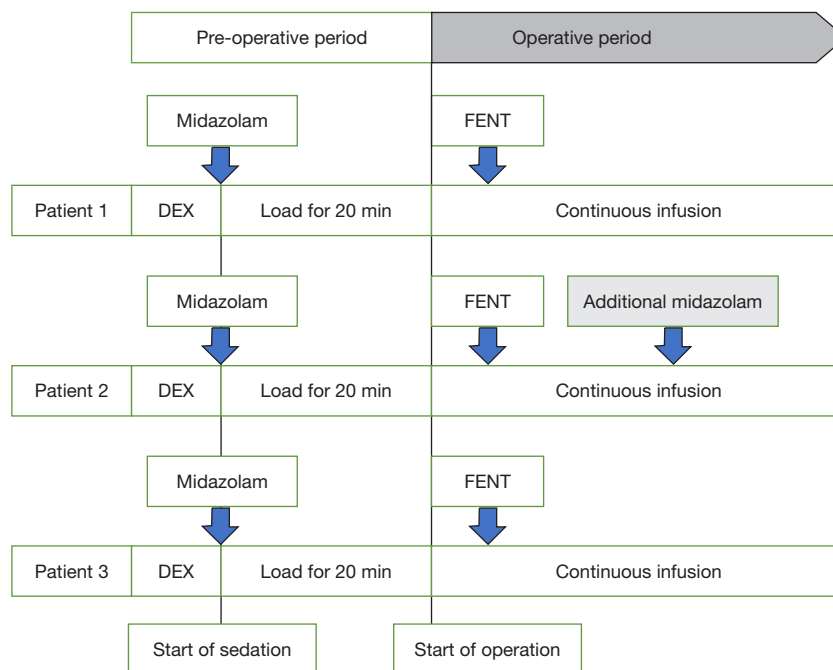 Pre-operative period Operative period
Midazolam FENT
Patient 1 DEX Load for 20 min Continuous infusion
Midazolam FENT Additional midazolam
Patient 2 DEX Load for 20 min Continuous infusion
Midazolam FENT
Patient 3 DEX Load for 20 min Continuous infusion
Start of sedation Start of operation